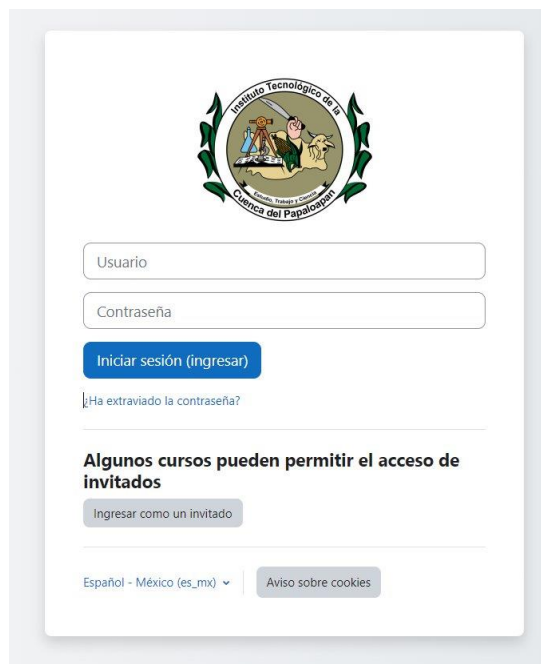 Instituto Tecnológico de la
Estudio, Trabajo y Ciencia
Cuenca del Papaloapan
Usuario
Contraseña
Iniciar sesión (ingresar)
¿Ha extraviado la contraseña?
Algunos cursos pueden permitir el acceso de
invitados
Ingresar como un invitado
Español - México (es_mx)
Aviso sobre cookies